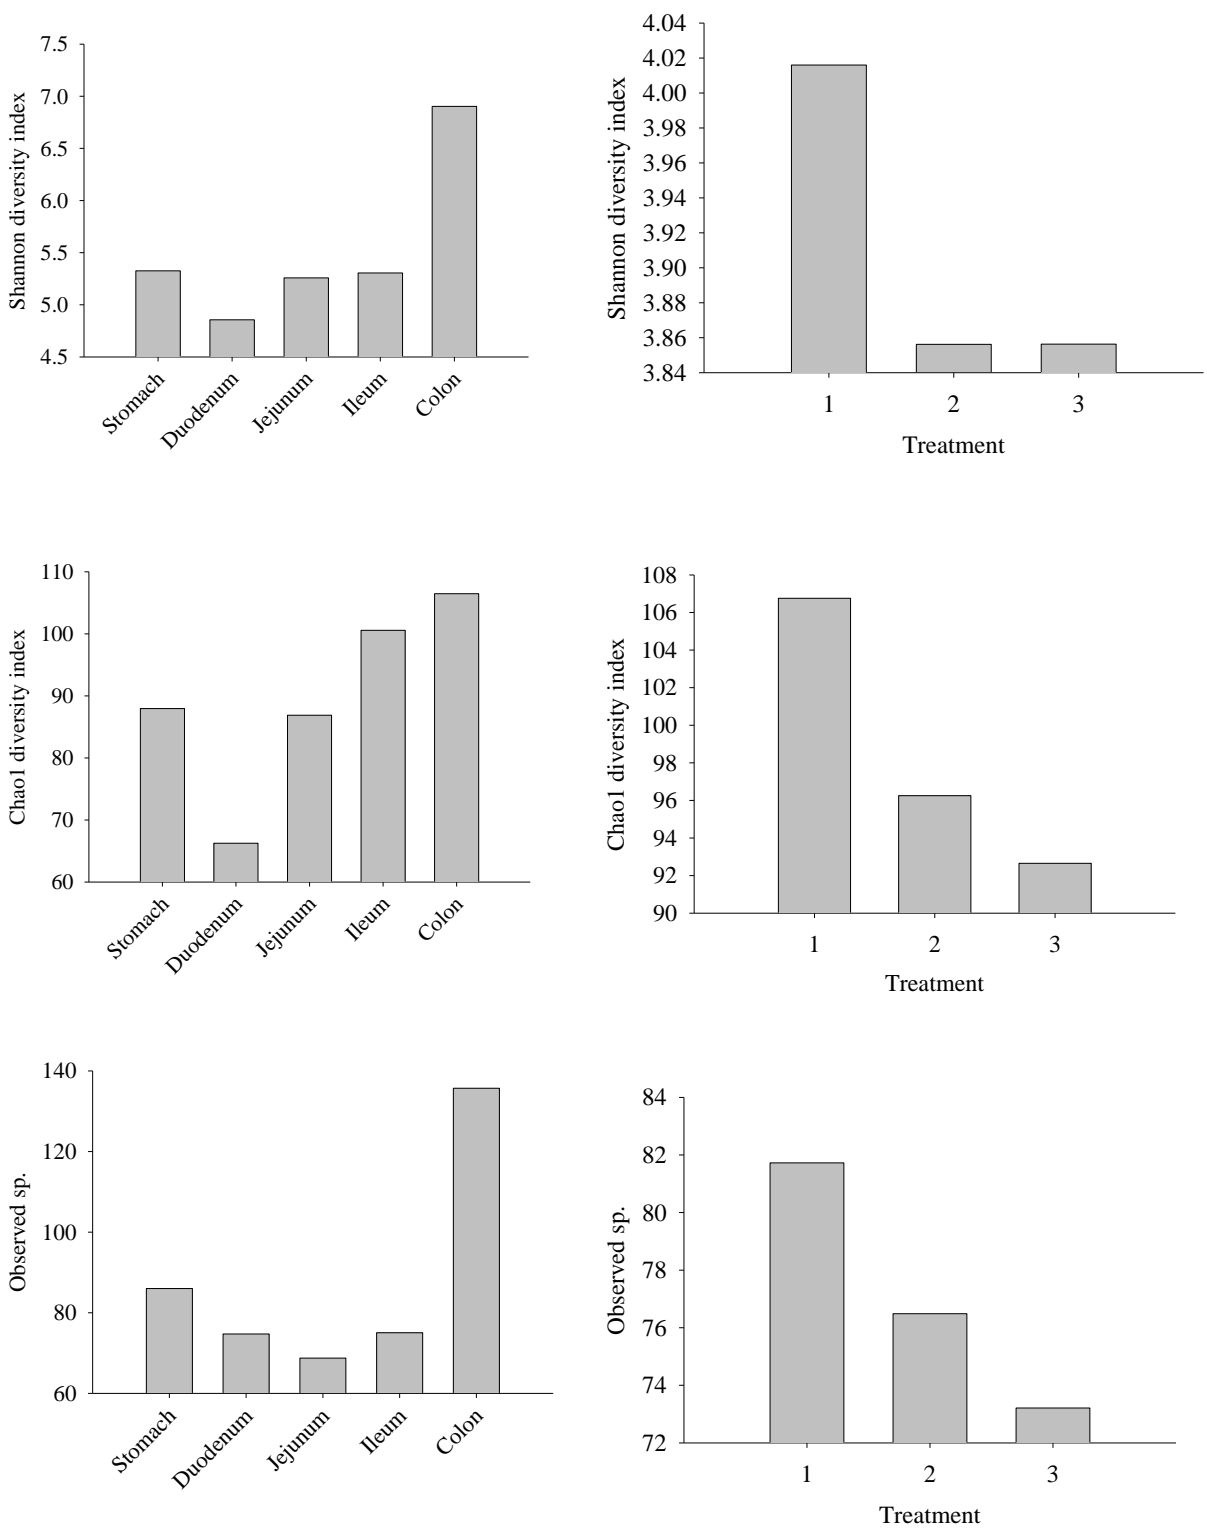 Shannon diversity index
7.5
7.0
6.5
6.0
5.5
5.0
4.5
Stomach
Duodenum
Jejunum
Ileum
Colon
Shannon diversity index
4.04
4.02
4.00
3.98
3.96
3.94
3.92
3.90
3.88
3.86
3.84
1 2 3
Treatment
Chao1 diversity index
110
100
90
80
70
60
Stomach
Duodenum
Jejunum
Ileum
Colon
Chao1 diversity index
108
106
104
102
100
98
96
94
92
90
1 2 3
Treatment
Observed sp.
140
120
100
80
60
Stomach
Duodenum
Jejunum
Ileum
Colon
Observed sp.
84
82
80
78
76
74
72
1 2 3
Treatment